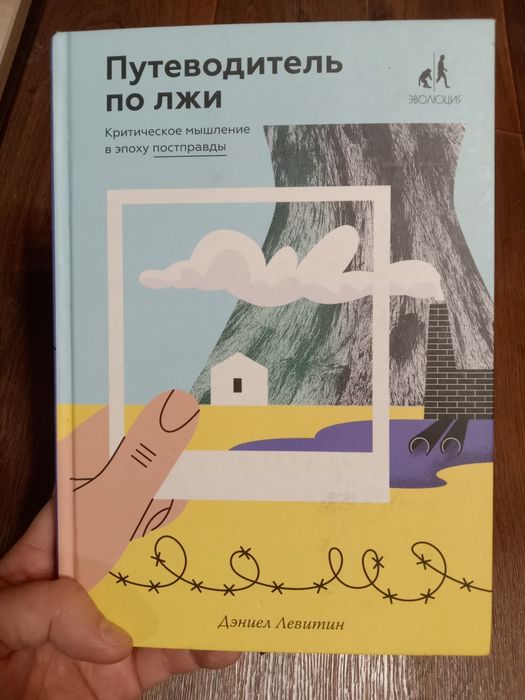 Путеводитель
по лжи
ЭВОЛЮЦИЯ
Критическое мышление
в эпоху постправды
Дэниел Левитин